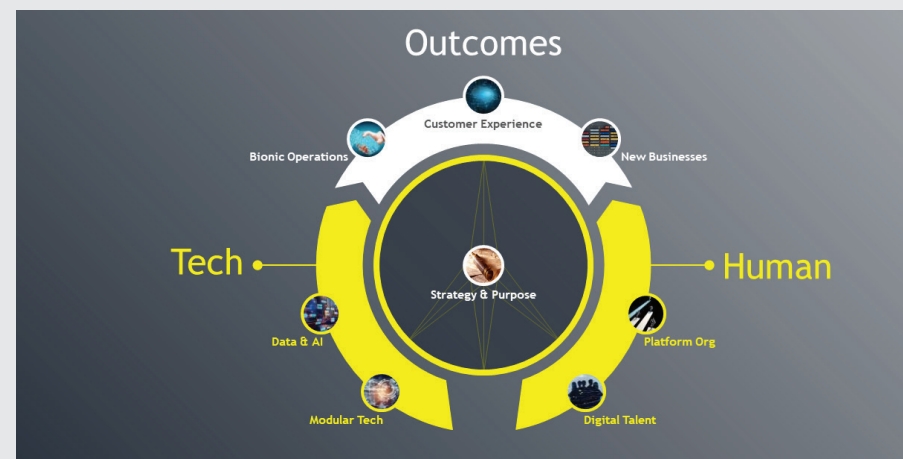 Outcomes
Customer Experience
Bionic Operations
New Businesses
Tech
Human
Strategy & Purpose
Data & AI
Platform Org
Modular Tech
Digital Talent